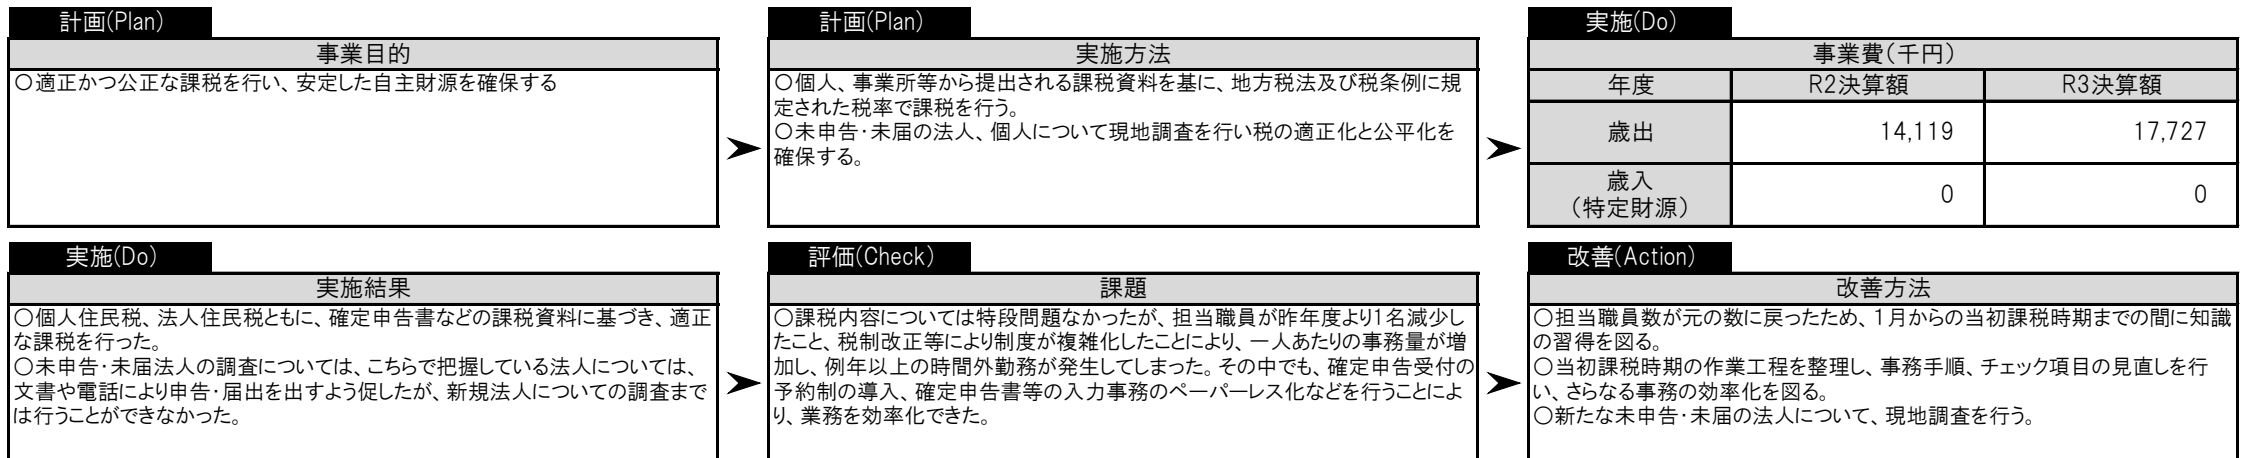 計画(Plan)
事業目的
○適正かつ公正な課税を行い、安定した自主財源を確保する
計画(Plan)
実施方法
○個人、事業所等から提出される課税資料を基に、地方税法及び税条例に規
定された税率で課税を行う。
○未申告・未届の法人、個人について現地調査を行い税の適正化と公平化を
確保する。
実施(Do)
事業費(千円)
年度 R2決算額 R3決算額
歳出 14,119 17,727
歳入
(特定財源) 0 0
実施(Do)
実施結果
○個人住民税、法人住民税ともに、確定申告書などの課税資料に基づき、適正
な課税を行った。
○未申告・未届法人の調査については、こちらで把握している法人については、
文書や電話により申告・届出を出すよう促したが、新規法人についての調査まで
は行うことができなかった。
評価(Check)
課題
○課税内容については特段問題なかったが、担当職員が昨年度より1名減少し
たこと、税制改正等により制度が複雑化したことにより、一人あたりの事務量が増
加し、例年以上の時間外勤務が発生してしまった。その中でも、確定申告受付の
予約制の導入、確定申告書等の入力事務のペーパーレス化などを行うことによ
り、業務を効率化できた。
改善(Action)
改善方法
○担当職員数が元の数に戻ったため、1月からの当初課税時期までの間に知識
の習得を図る。
○当初課税時期の作業工程を整理し、事務手順、チェック項目の見直しを行
い、さらなる事務の効率化を図る。
○新たな未申告・未届の法人について、現地調査を行う。